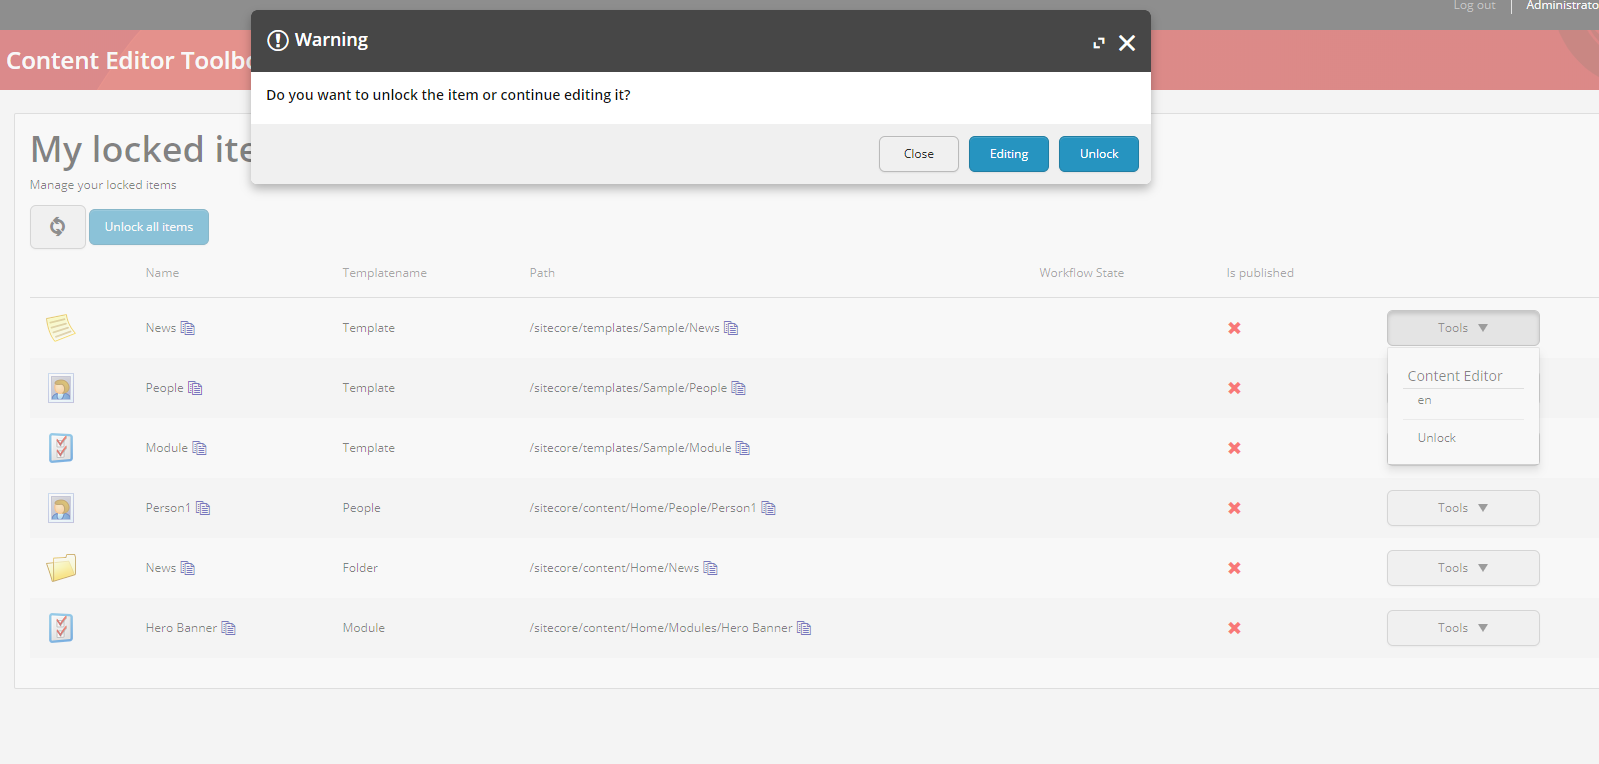 Log out
Warning
Content Editor
Do you want to unlock the item or continue editing it?
Close Editing Unlock
My locked
Manage your locked items
Unlock all items
Name Templatename Path Workflow State Is published
News Template /sitecore/templates/Sample/News Tools
People Template /sitecore/templates/Sample/People
Content Editor
en
Module Template /sitecore/templates/Sample/Module
Unlock
Person1 People /sitecore/content/Home/People/Person1 Tools
News Folder /sitecore/content/Home/News Tools
Hero Banner Module /sitecore/content/Home/Modules/Hero Banner Tools